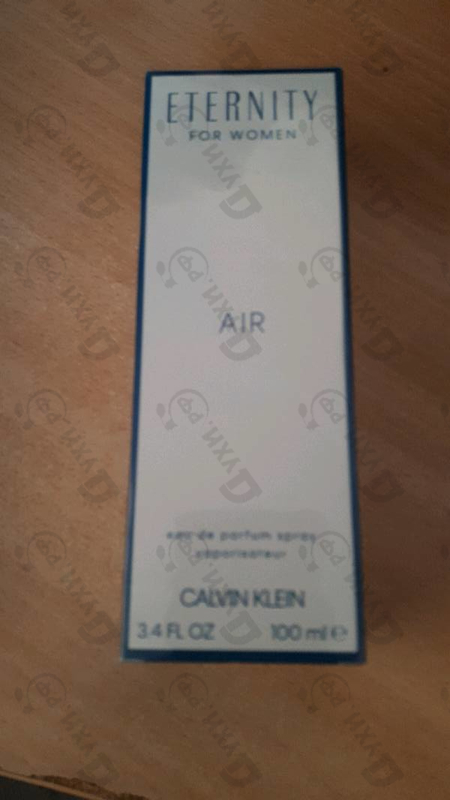 ETERNITY
FOR WOMEN
AIR
eau de parfum spray
vaporisateur
CALVIN KLEIN
3.4 FL OZ 100 ml ℮